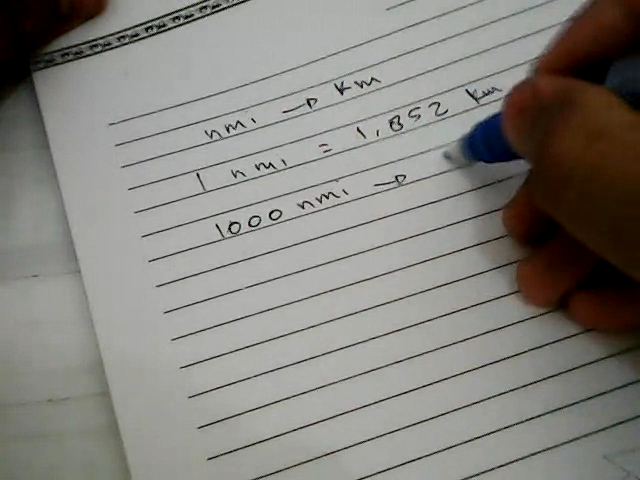 nmi → km
1 nmi = 1,852 km
1000 nmi →